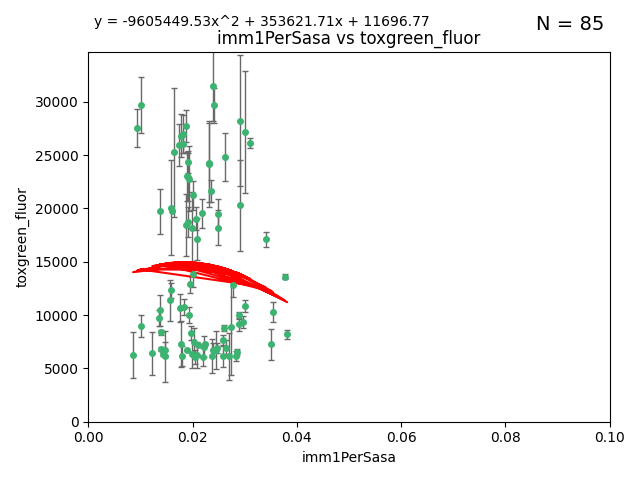 y = -9605449.53x^2 + 353621.71x + 11696.77
N = 85
imm1PerSasa vs toxgreen_fluor
toxgreen_fluor
30000
25000
20000
15000
10000
5000
0
0.00 0.02 0.04 0.06 0.08 0.10
imm1PerSasa